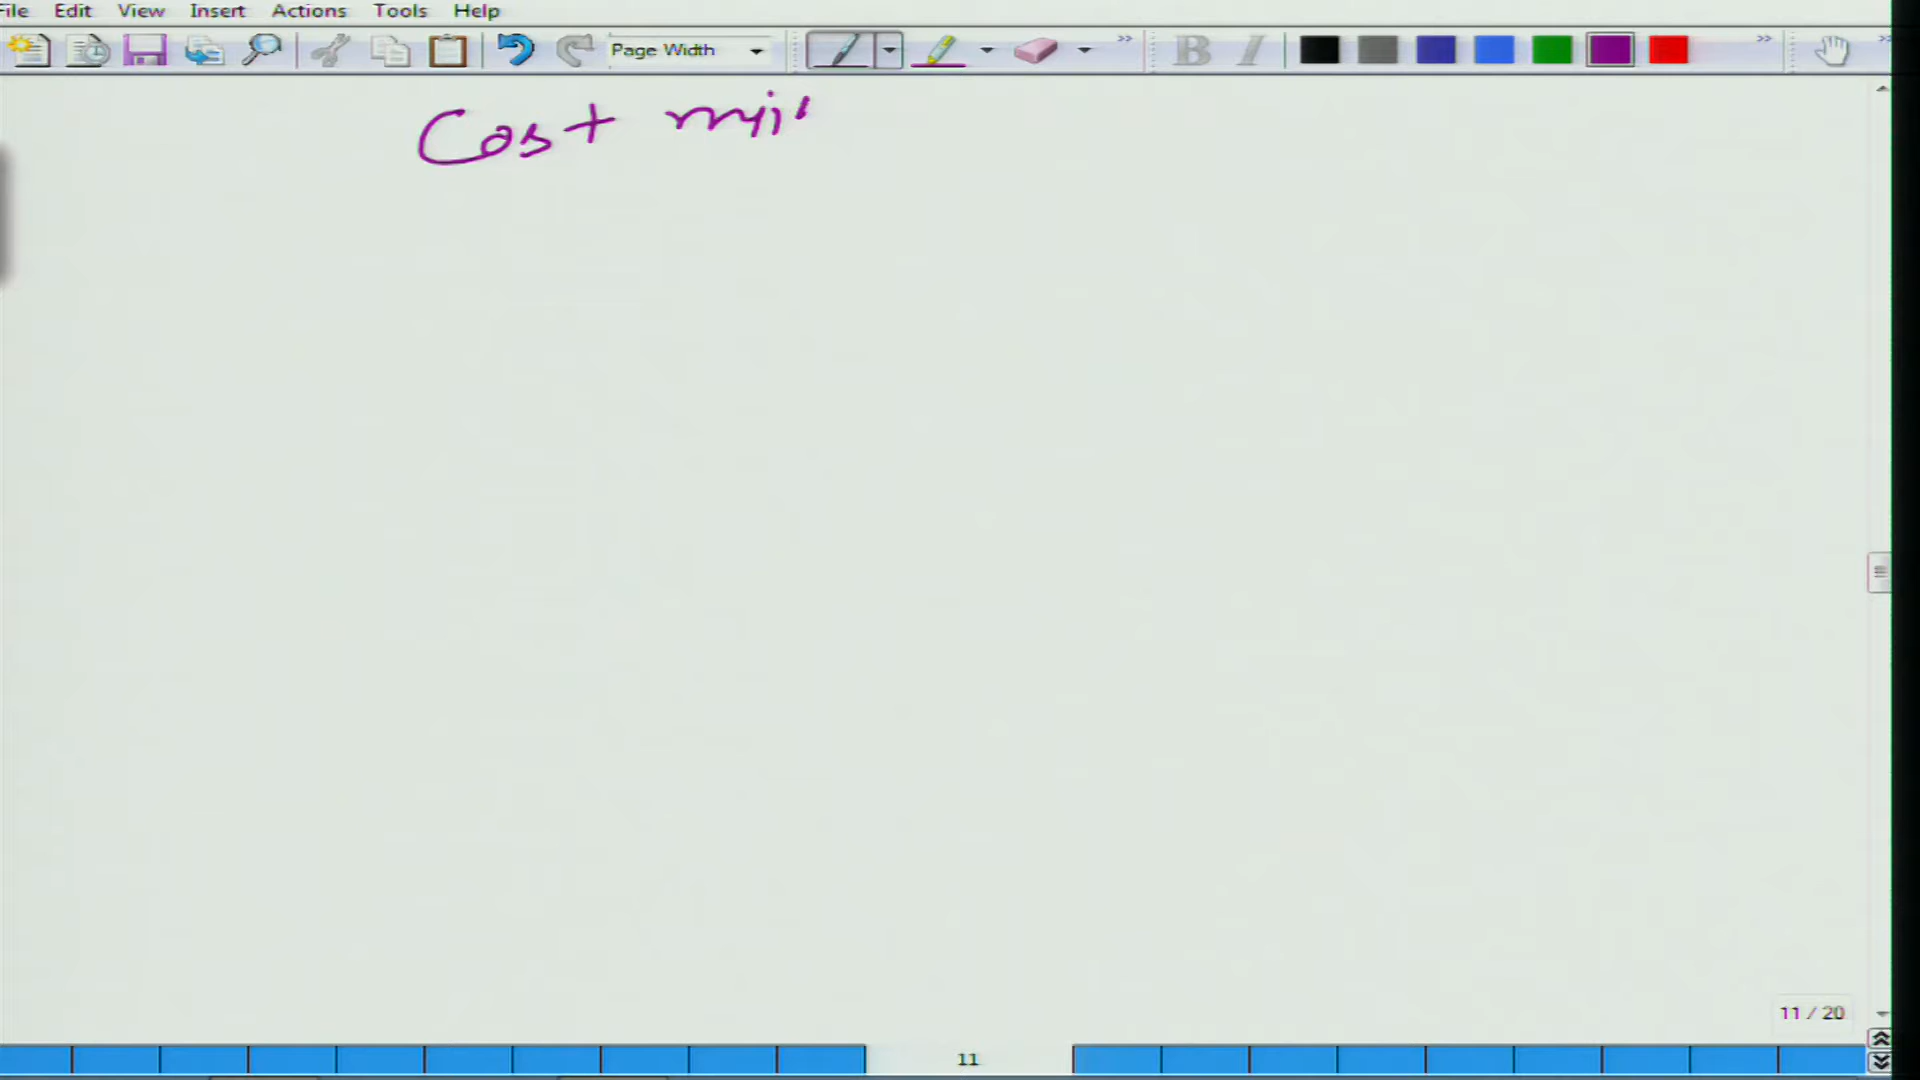 File Edit View Insert Actions Tools Help
Page Width
Cost
11 / 20
11